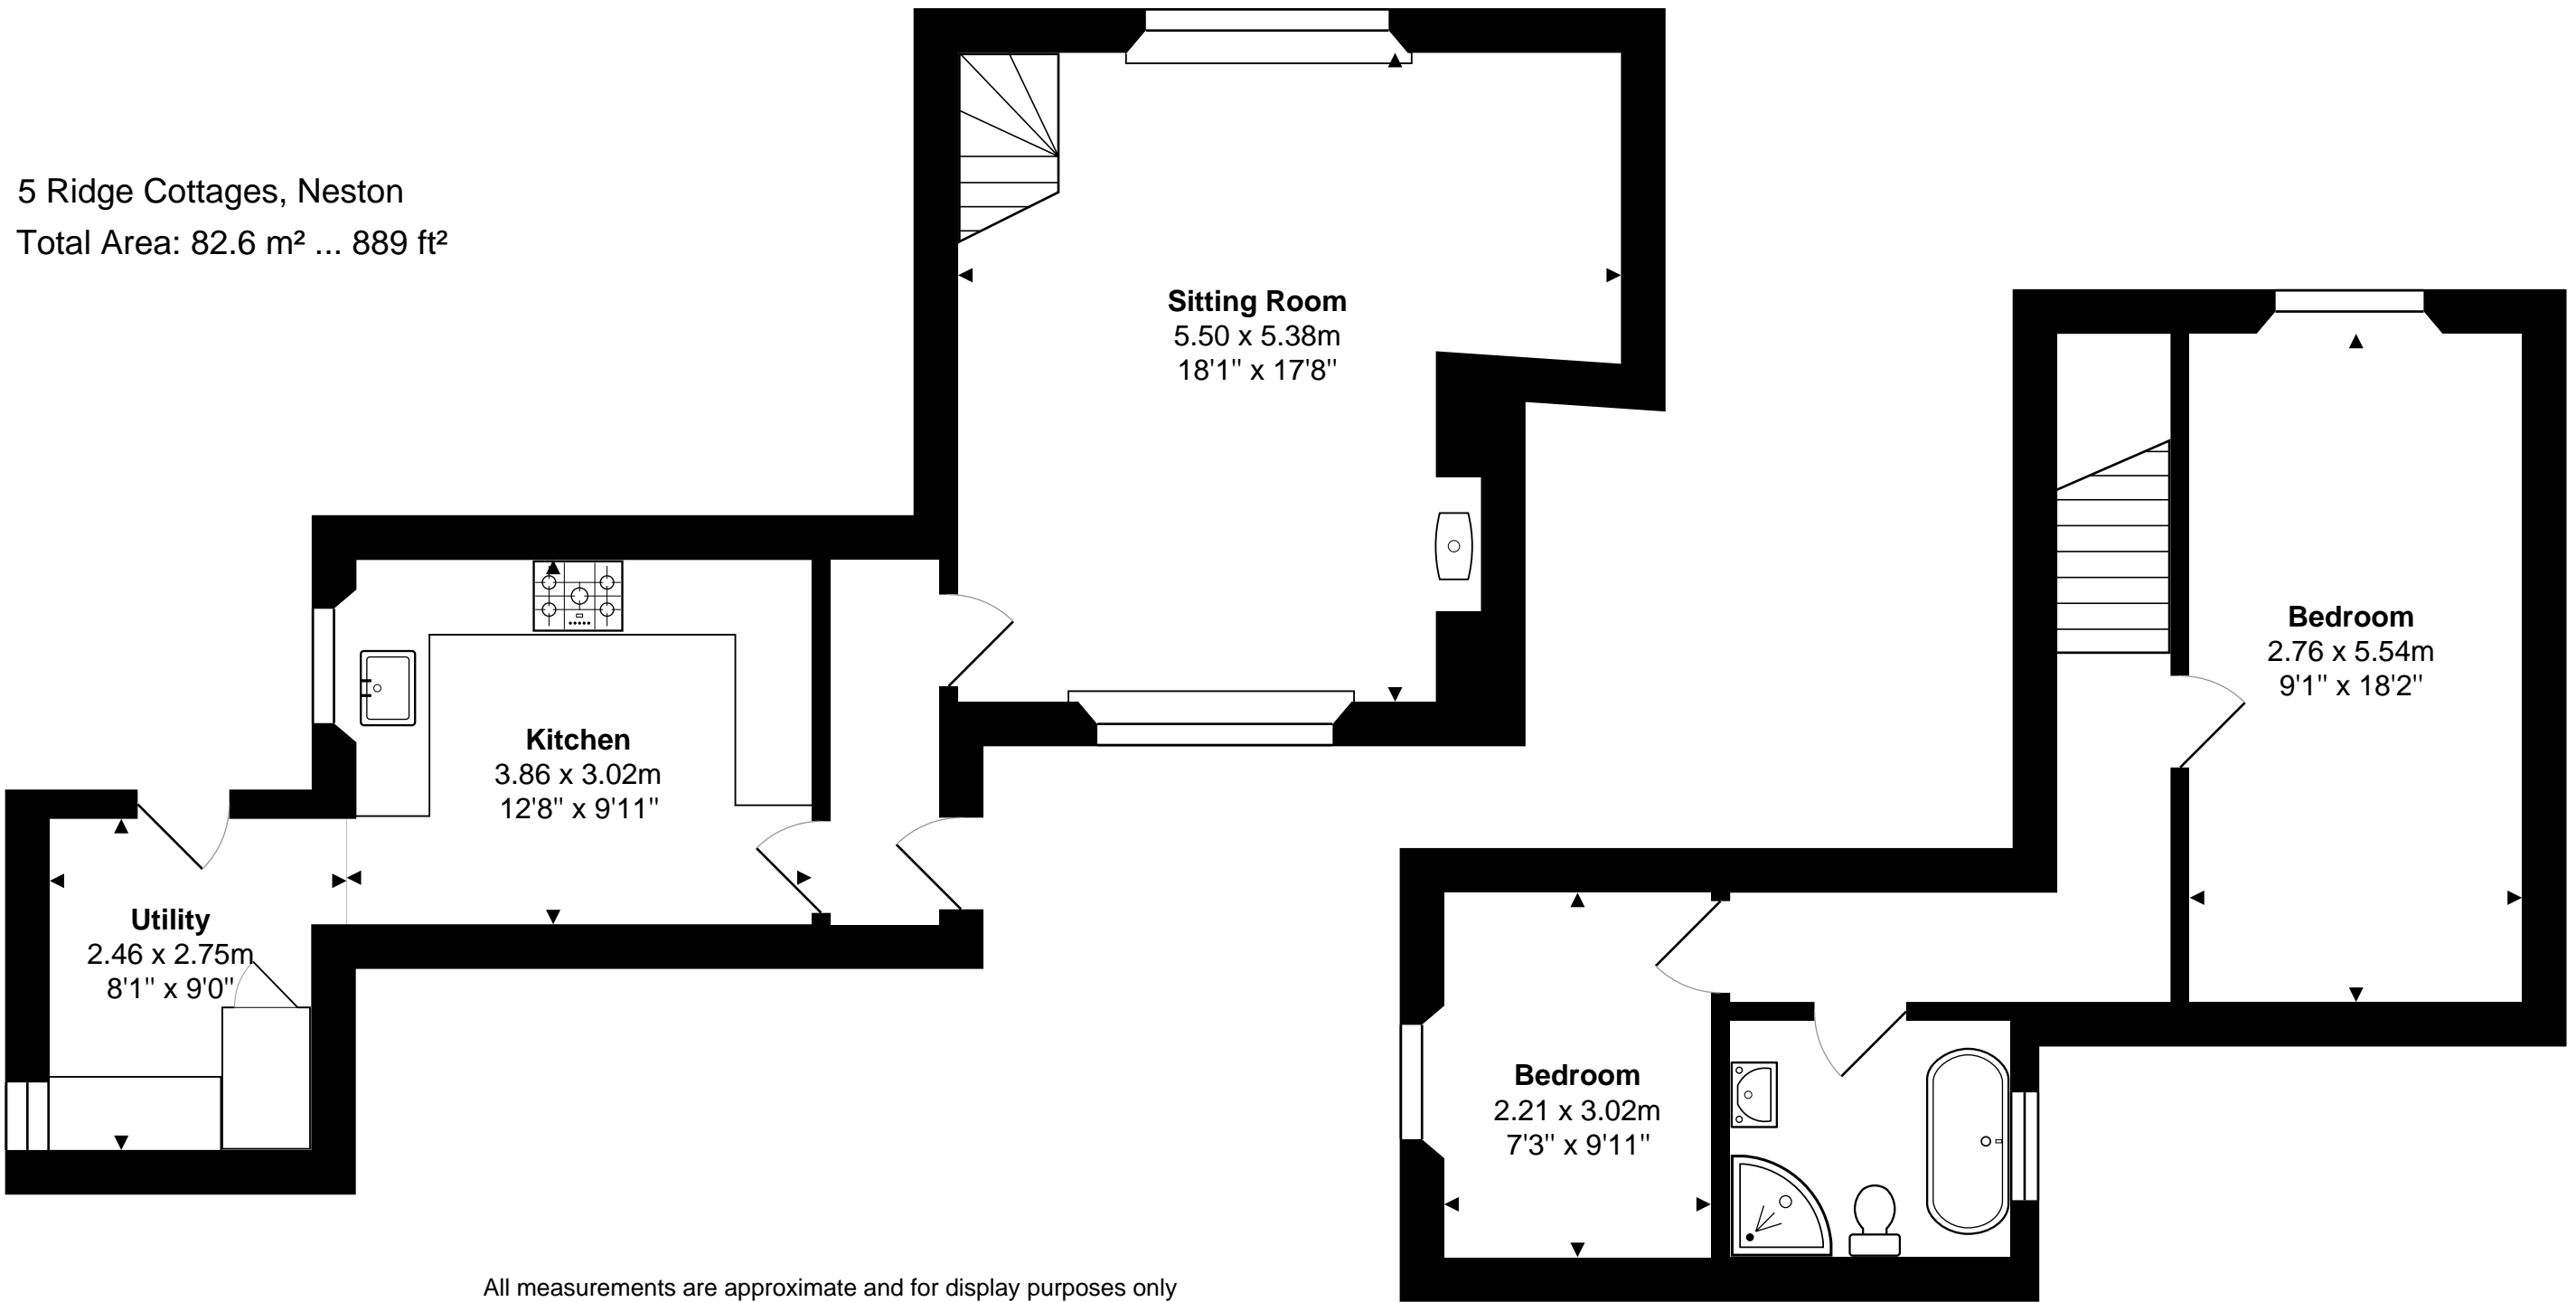 5 Ridge Cottages, Neston
Total Area: 82.6 m² ... 889 ft²
Sitting Room
5.50 x 5.38m
18'1" x 17'8"
Kitchen
3.86 x 3.02m
12'8" x 9'11"
Utility
2.46 x 2.75m
8'1" x 9'0"
Bedroom
2.76 x 5.54m
9'1" x 18'2"
Bedroom
2.21 x 3.02m
7'3" x 9'11"
All measurements are approximate and for display purposes only